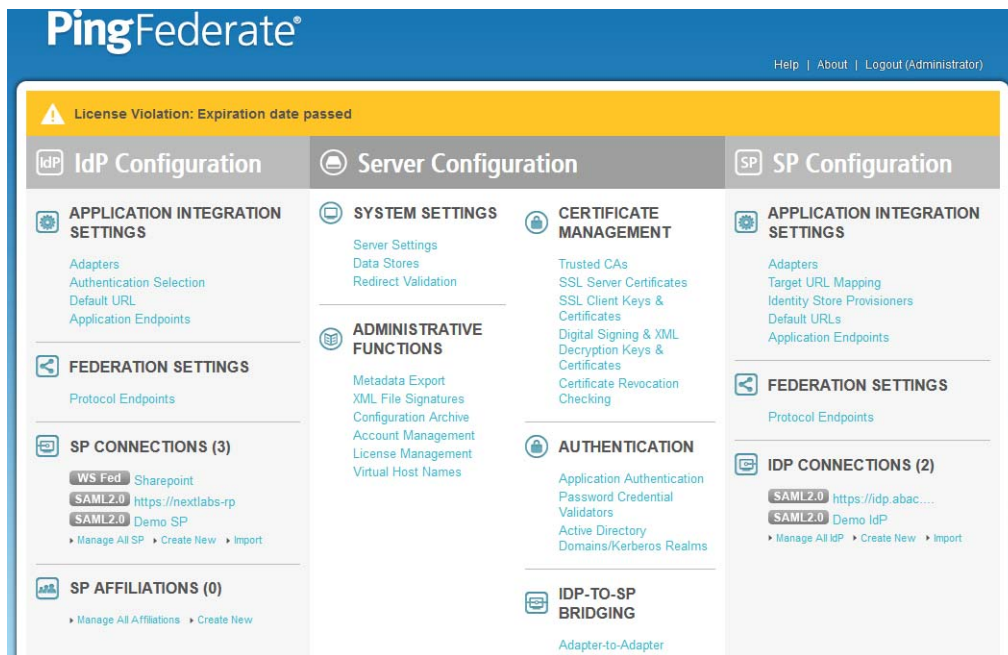 PingFederate®
Help | About | Logout (Administrator)
License Violation: Expiration date passed
IdP IdP Configuration
APPLICATION INTEGRATION
SETTINGS
Adapters
Authentication Selection
Default URL
Application Endpoints
FEDERATION SETTINGS
Protocol Endpoints
SP CONNECTIONS (3)
WS Fed Sharepoint
SAML2.0 https://nextlabs-rp
SAML2.0 Demo SP
Manage All SP Create New Import
SP AFFILIATIONS (0)
Manage All Affiliations Create New
Server Configuration
SYSTEM SETTINGS
Server Settings
Data Stores
Redirect Validation
ADMINISTRATIVE
FUNCTIONS
Metadata Export
XML File Signatures
Configuration Archive
Account Management
License Management
Virtual Host Names
CERTIFICATE
MANAGEMENT
Trusted CAs
SSL Server Certificates
SSL Client Keys &
Certificates
Digital Signing & XML
Decryption Keys &
Certificates
Certificate Revocation
Checking
AUTHENTICATION
Application Authentication
Password Credential
Validators
Active Directory
Domains/Kerberos Realms
IDP-TO-SP
BRIDGING
Adapter-to-Adapter
SP SP Configuration
APPLICATION INTEGRATION
SETTINGS
Adapters
Target URL Mapping
Identity Store Provisioners
Default URLs
Application Endpoints
FEDERATION SETTINGS
Protocol Endpoints
IDP CONNECTIONS (2)
SAML2.0 https://idp.abac....
SAML2.0 Demo IdP
Manage All IdP Create New Import